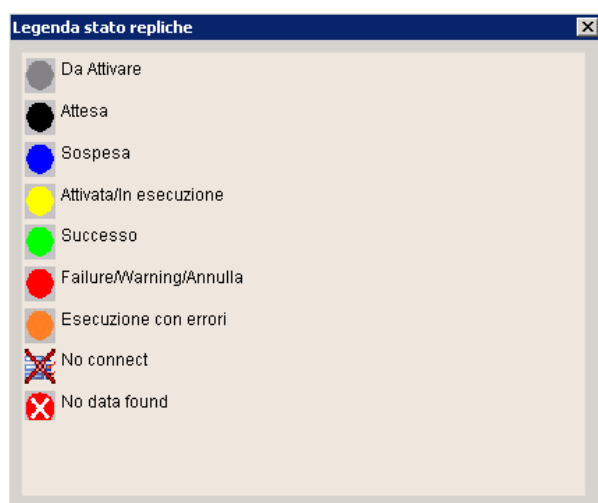 Legenda stato repliche
Da Attivare
Attesa
Sospesa
Attivata/In esecuzione
Successo
Failure/Warning/Annulla
Esecuzione con errori
No connect
No data found